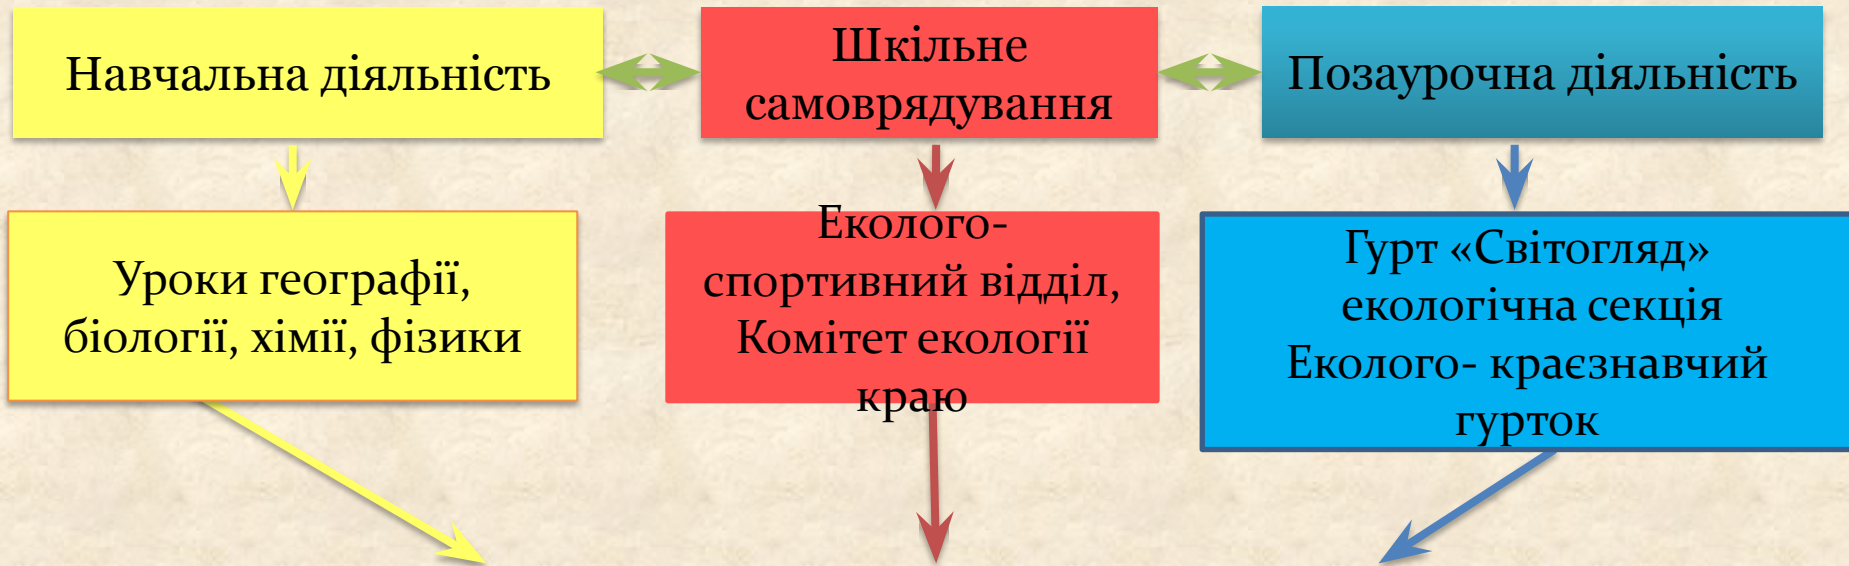 Навчальна діяльність
Шкільне
самоврядування
Позаурочна діяльність
Уроки географії,
біології, хімії, фізики
Еколого-
спортивний відділ,
Комітет екології
краю
Гурт «Світогляд»
екологічна секція
Еколого- краєзнавчий
гурток